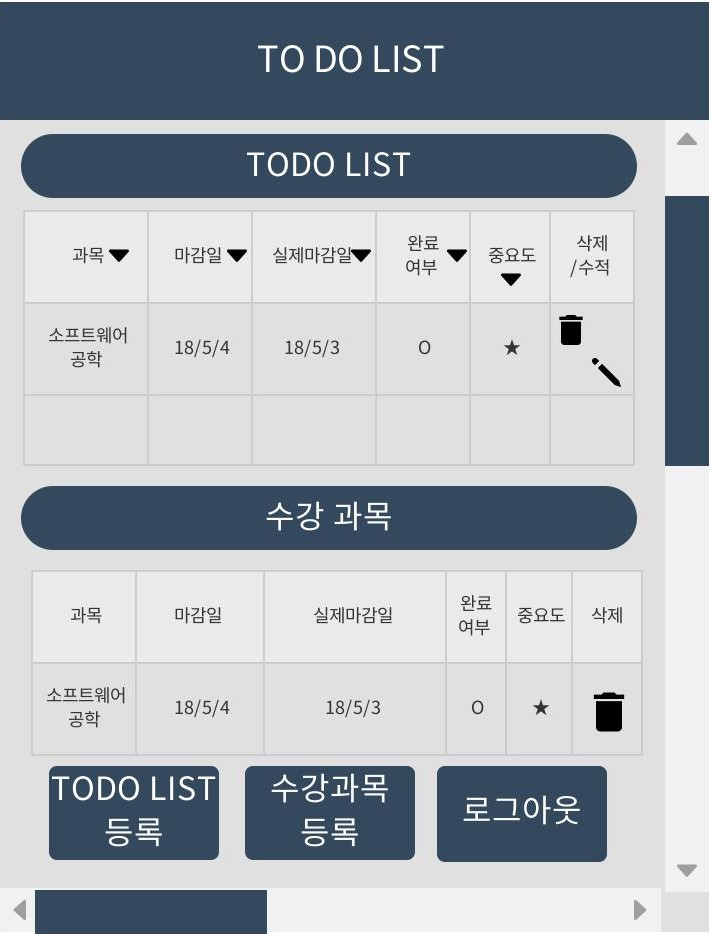 TO DO LIST
TODO LIST
과목 마감일 실제마감일 완료 여부 중요도 삭제 /수적
소프트웨어 공학 18/5/4 18/5/3 O ★
수강 과목
과목 마감일 실제마감일 완료 여부 중요도 삭제
소프트웨어 공학 18/5/4 18/5/3 O ★
TODO LIST 등록
수강과목 등록
로그아웃